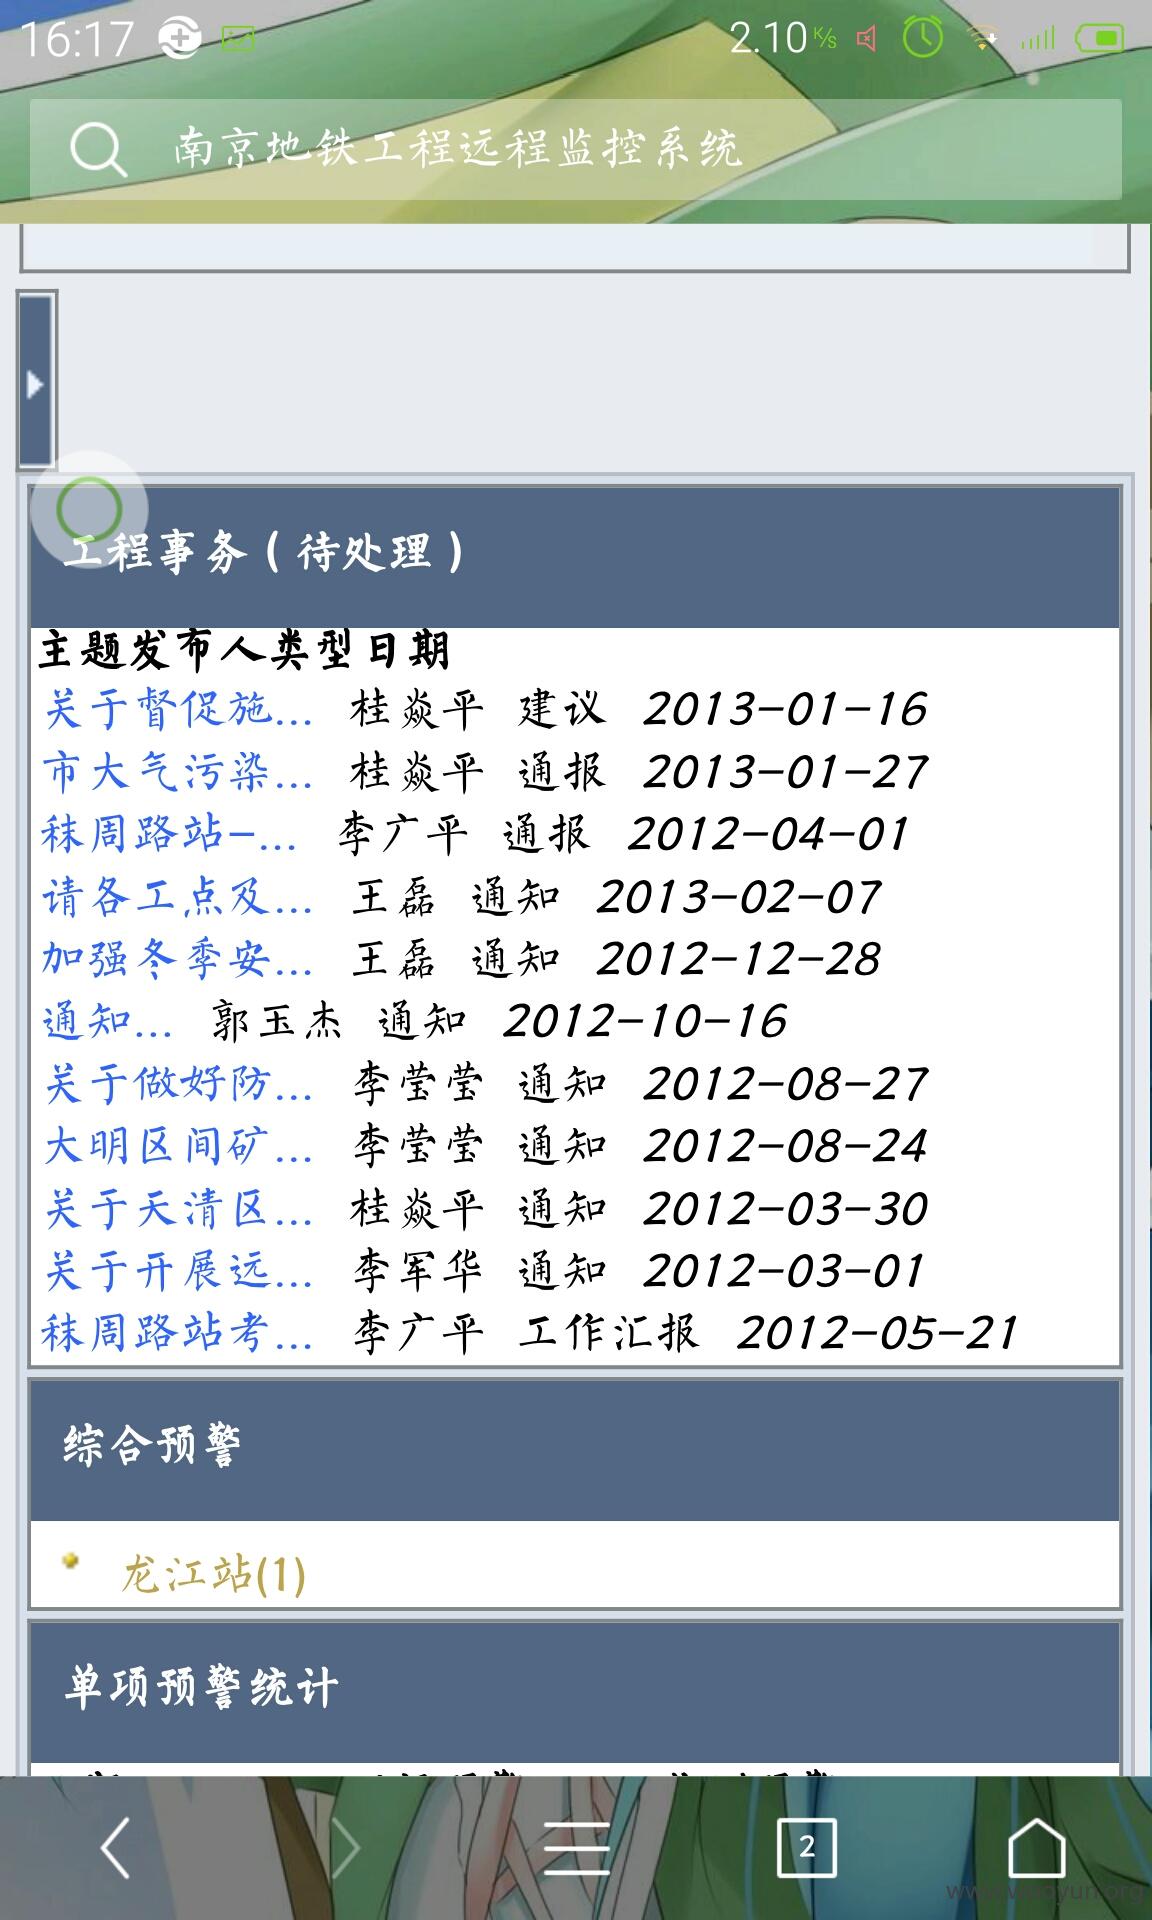 16:17 2.10 K/s
南京地铁工程远程监控系统
工程事务（待处理）
主题发布人类型日期
关于督促施... 桂焱平 建议 2013-01-16
市大气污染... 桂焱平 通报 2013-01-27
秣周路站-... 李广平 通报 2012-04-01
请各工点及... 王磊 通知 2013-02-07
加强冬季安... 王磊 通知 2012-12-28
通知... 郭玉杰 通知 2012-10-16
关于做好防... 李莹莹 通知 2012-08-27
大明区间矿... 李莹莹 通知 2012-08-24
关于天清区... 桂焱平 通知 2012-03-30
关于开展远... 李军华 通知 2012-03-01
秣周路站考... 李广平 工作汇报 2012-05-21
综合预警
龙江站(1)
单项预警统计
2
www.wooyun.org